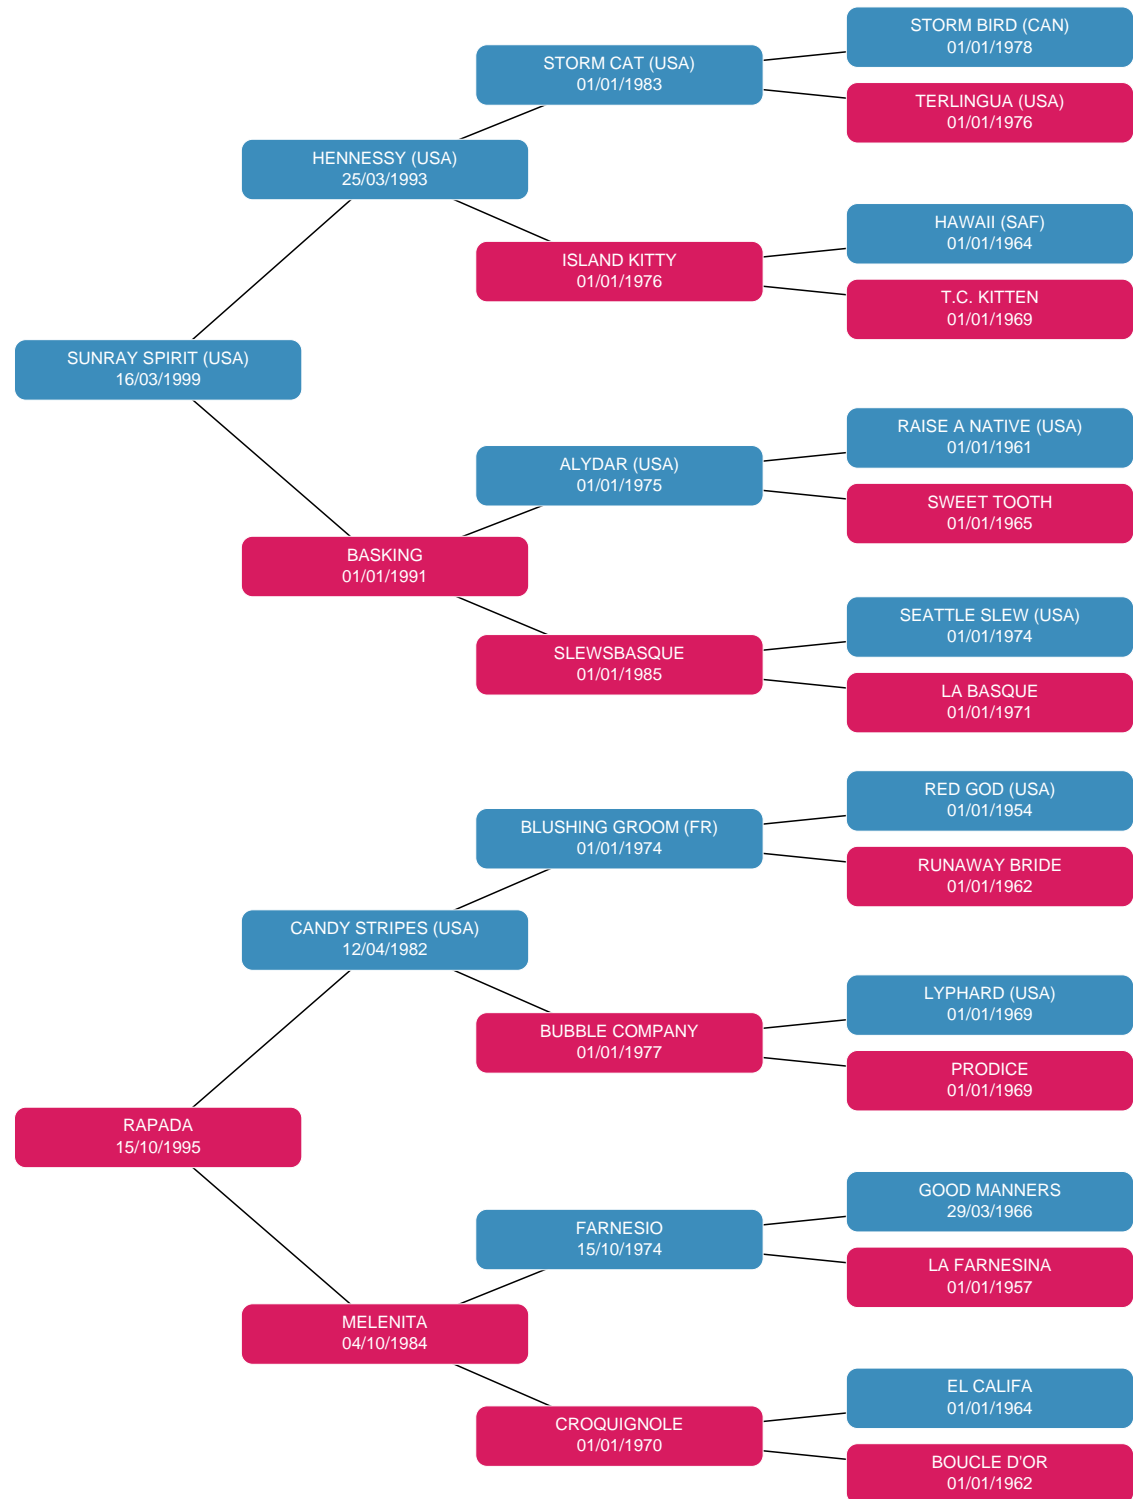 STORM BIRD (CAN)
01/01/1978
STORM CAT (USA)
01/01/1983
TERLINGUA (USA)
01/01/1976
HENNESSY (USA)
25/03/1993
HAWAII (SAF)
01/01/1964
ISLAND KITTY
01/01/1976
T.C. KITTEN
01/01/1969
SUNRAY SPIRIT (USA)
16/03/1999
RAISE A NATIVE (USA)
01/01/1961
ALYDAR (USA)
01/01/1975
SWEET TOOTH
01/01/1965
BASKING
01/01/1991
SEATTLE SLEW (USA)
01/01/1974
SLEWSBASQUE
01/01/1985
LA BASQUE
01/01/1971
RED GOD (USA)
01/01/1954
BLUSHING GROOM (FR)
01/01/1974
RUNAWAY BRIDE
01/01/1962
CANDY STRIPES (USA)
12/04/1982
LYPHARD (USA)
01/01/1969
BUBBLE COMPANY
01/01/1977
PRODICE
01/01/1969
RAPADA
15/10/1995
GOOD MANNERS
29/03/1966
FARNESIO
15/10/1974
LA FARNESINA
01/01/1957
MELENITA
04/10/1984
EL CALIFA
01/01/1964
CROQUIGNOLE
01/01/1970
BOUCLE D'OR
01/01/1962